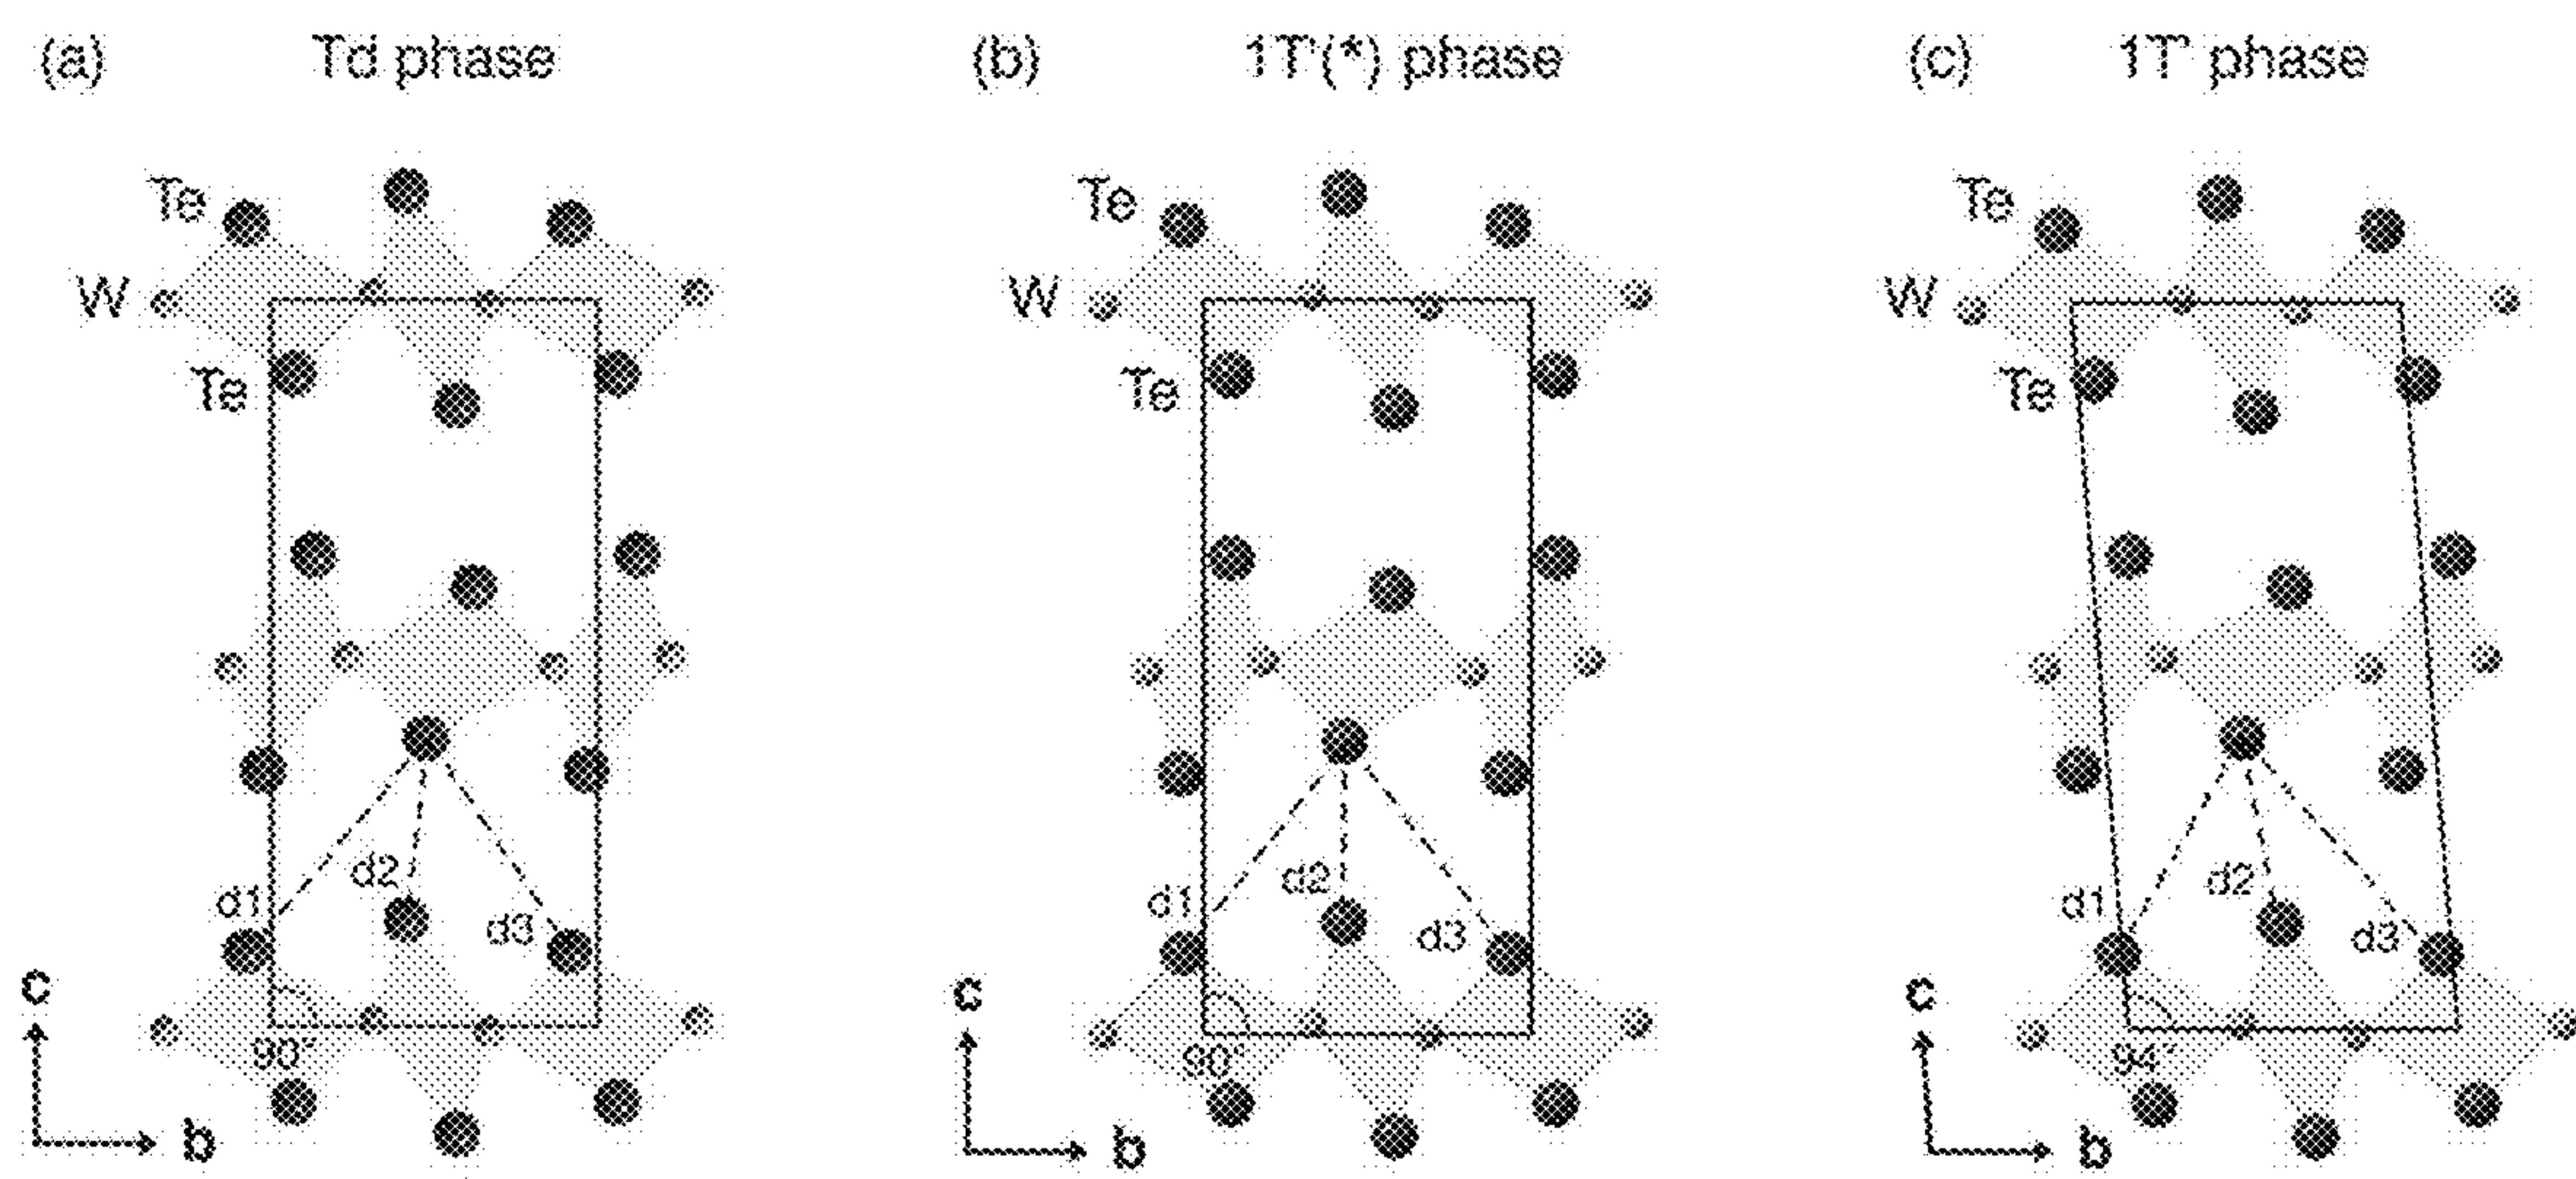 (a) Td phase
Te
W
Te
d1
d2
d3
90°
c
b
(b) 1T'(*) phase
Te
W
Te
d1
d2
d3
90°
c
b
(c) 1T' phase
Te
W
Te
d1
d2
d3
94°
c
b